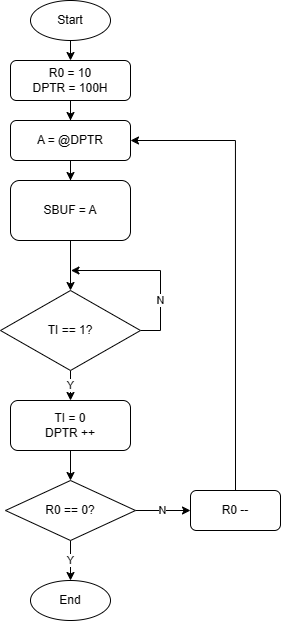 Start
R0 = 10
DPTR = 100H
A = @DPTR
SBUF = A
N
TI == 1?
Y
TI = 0
DPTR ++
R0 == 0?
N
R0 --
Y
End